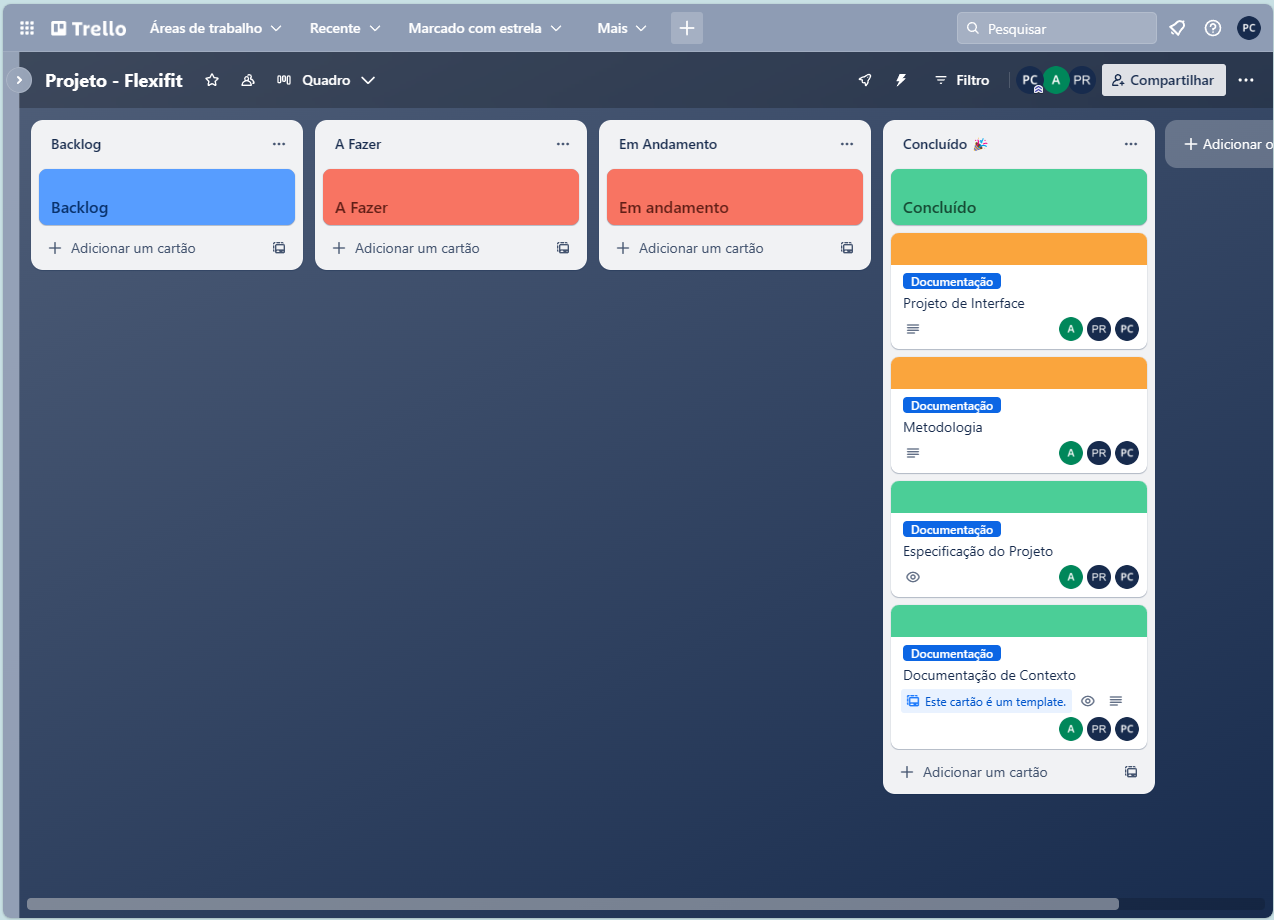 Trello
Áreas de trabalho
Recente
Marcado com estrela
Mais
Pesquisar
PC
Projeto - Flexifit
Quadro
Filtro
PC
A
PR
Compartilhar
Backlog
Backlog
Adicionar um cartão
A Fazer
A Fazer
Adicionar um cartão
Em Andamento
Em andamento
Adicionar um cartão
Concluído 🎉
Concluído
Documentação
Projeto de Interface
A PR PC
Documentação
Metodologia
A PR PC
Documentação
Especificação do Projeto
A PR PC
Documentação
Documentação de Contexto
Este cartão é um template.
A PR PC
Adicionar um cartão
Adicionar o